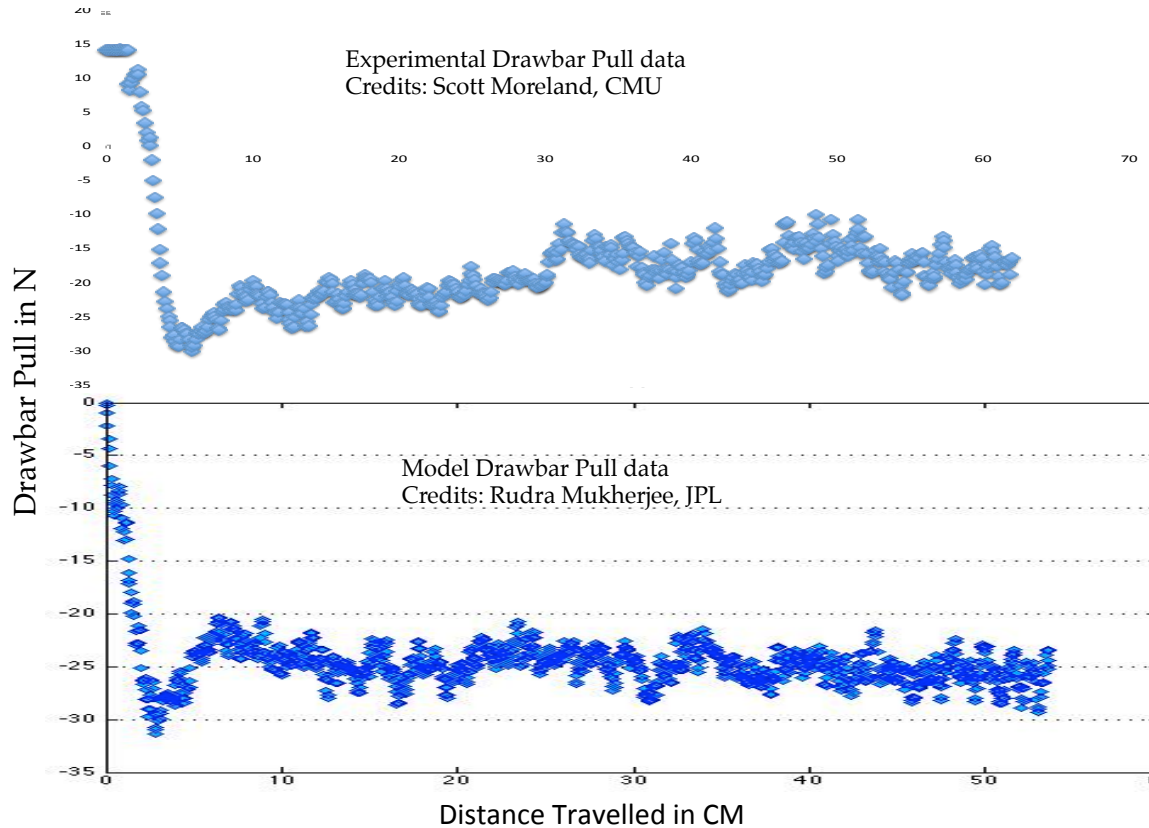 20
15
Experimental Drawbar Pull data
Credits: Scott Moreland, CMU
10
5
0
0 10 20 30 40 50 60 70
-5
-10
-15
-20
-25
-30
-35
Drawbar Pull in N
0
-5
Model Drawbar Pull data
Credits: Rudra Mukherjee, JPL
-10
-15
-20
-25
-30
-35
0 10 20 30 40 50
Distance Travelled in CM